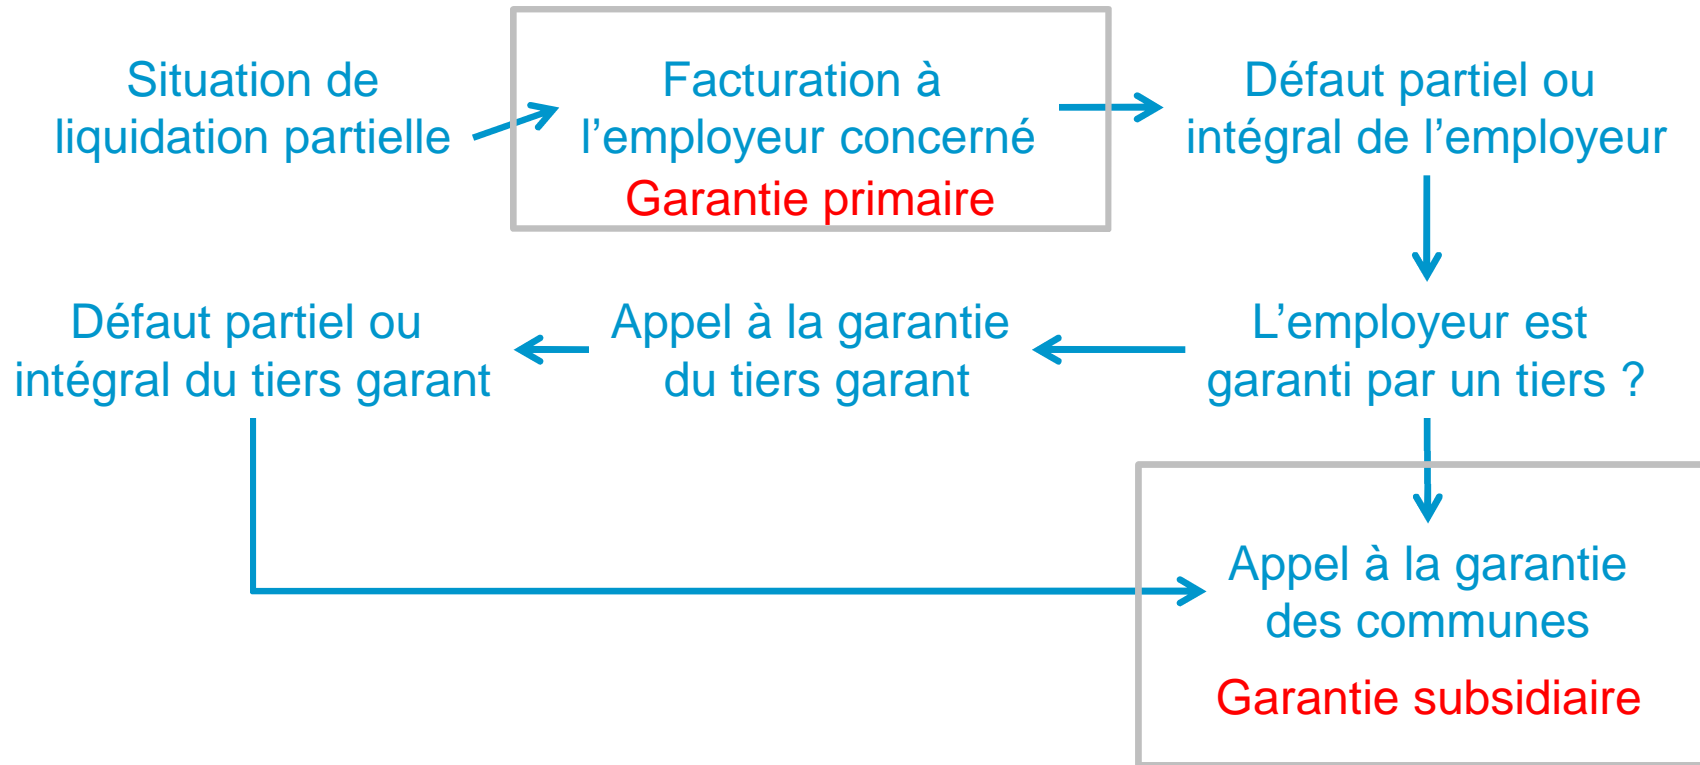 Situation de
liquidation partielle
Facturation à
l’employeur concerné
Garantie primaire
Défaut partiel ou
intégral de l’employeur
L’employeur est
garanti par un tiers ?
Appel à la garantie
du tiers garant
Défaut partiel ou
intégral du tiers garant
Appel à la garantie
des communes
Garantie subsidiaire